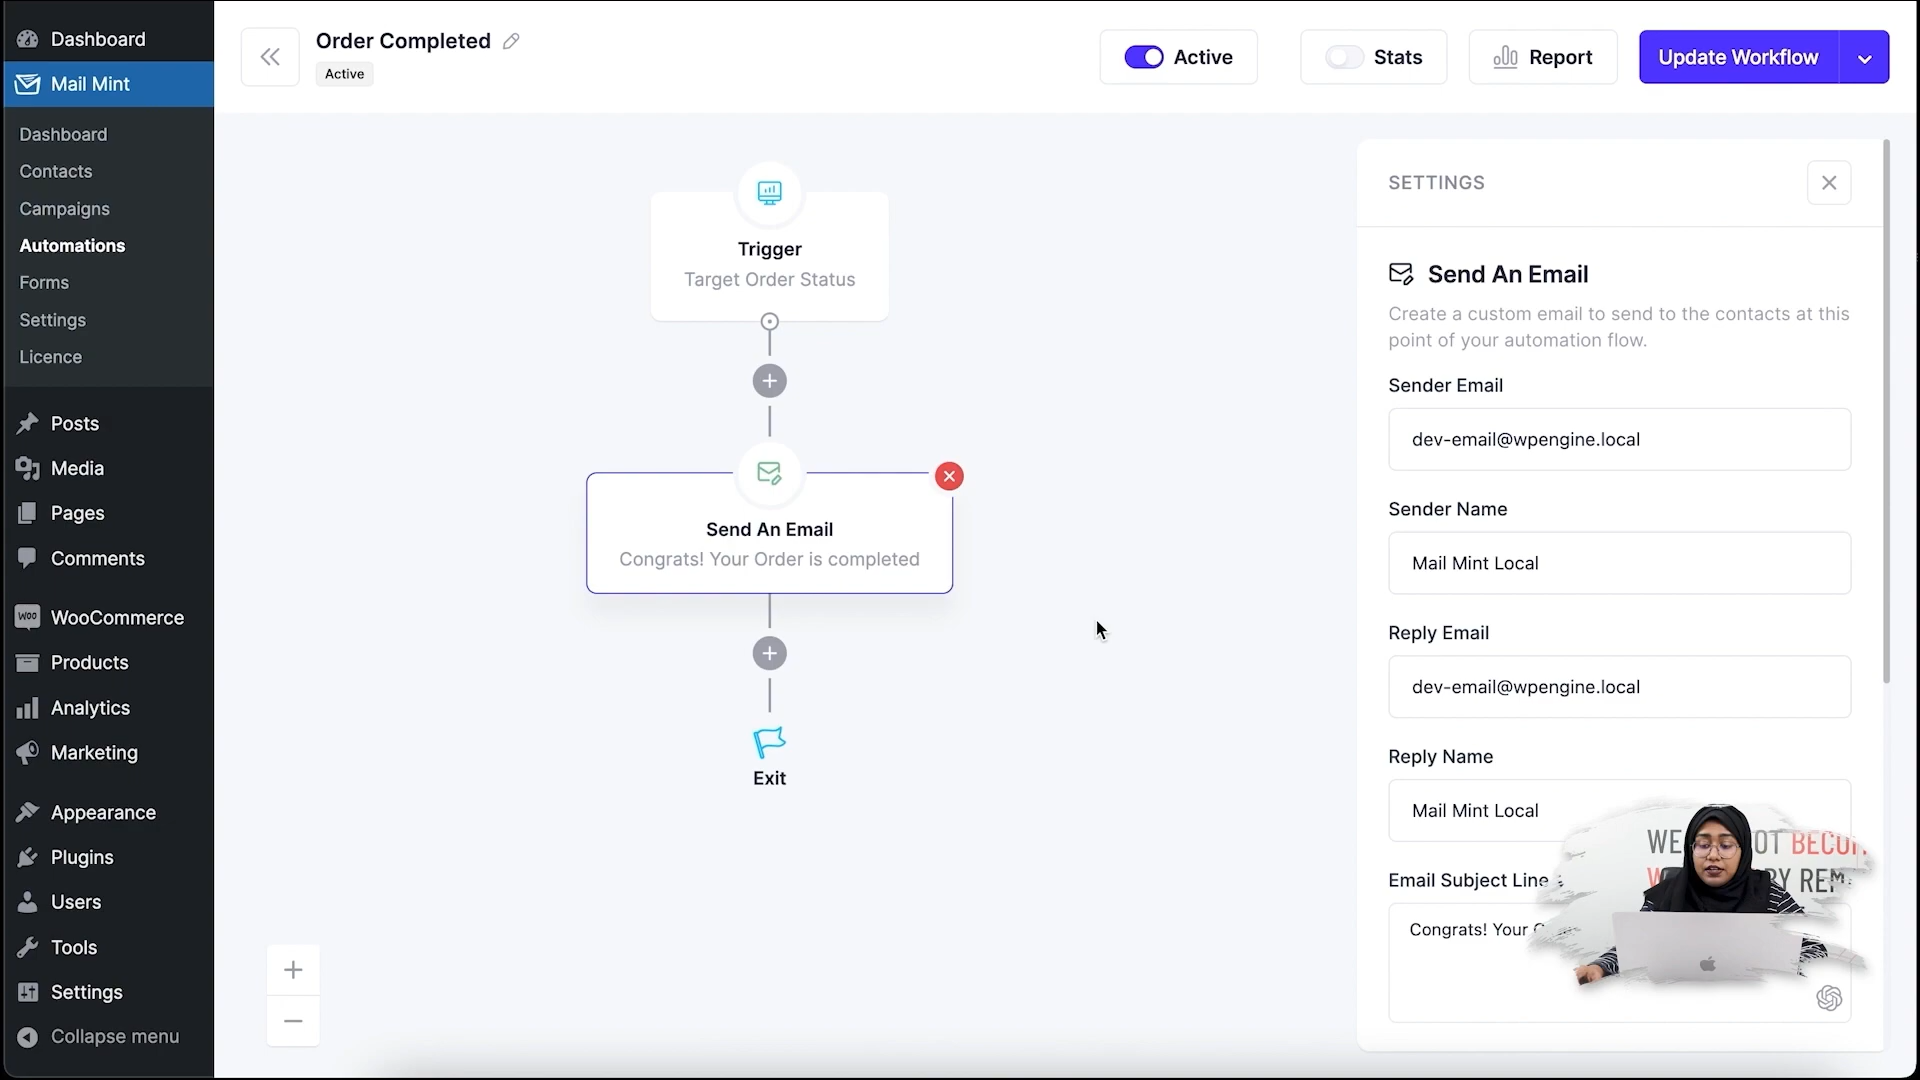 Dashboard
Mail Mint
Dashboard
Contacts
Campaigns
Automations
Forms
Settings
Licence
Posts
Media
Pages
Comments
Woo
WooCommerce
Products
Analytics
Marketing
Appearance
Plugins
Users
Tools
Settings
Collapse menu
Order Completed
Active
Active
Stats
Report
Update Workflow
Trigger
Target Order Status
Send An Email
Congrats! Your Order is completed
Exit
SETTINGS
Send An Email
Create a custom email to send to the contacts at this
point of your automation flow.
Sender Email
dev-email@wpengine.local
Sender Name
Mail Mint Local
Reply Email
dev-email@wpengine.local
Reply Name
Mail Mint Local
Email Subject Line
Congrats! Your
WE